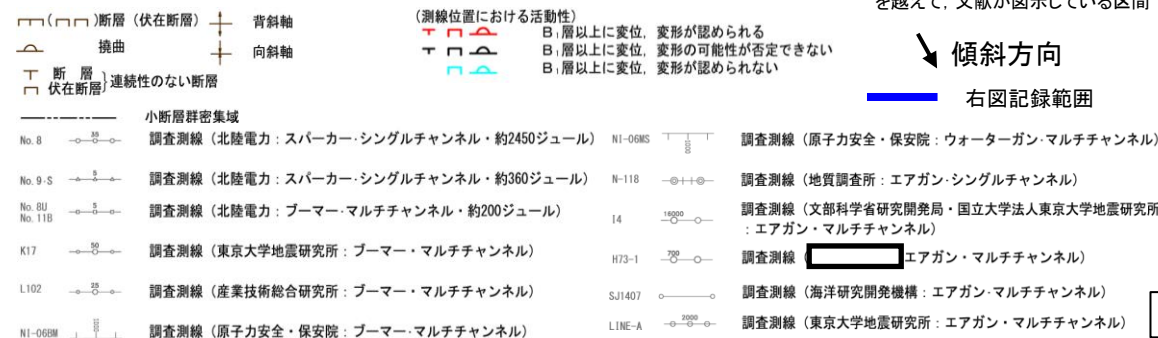 を越えて，文献が図示している区間
( )断層（伏在断層）
背斜軸
撓曲
向斜軸
断 層
伏在断層
連続性のない断層
(測線位置における活動性)
B₁層以上に変位，変形が認められる
B₁層以上に変位，変形の可能性が否定できない
B₁層以上に変位，変形が認められない
傾斜方向
右図記録範囲
小断層群密集域
No. 8 35 調査測線（北陸電力：スパーカー・シングルチャンネル・約2450ジュール）
No. 9-S 5 調査測線（北陸電力：スパーカー・シングルチャンネル・約360ジュール）
No. 8U
No. 11B
5 調査測線（北陸電力：ブーマー・マルチチャンネル・約200ジュール）
K17 50 調査測線（東京大学地震研究所：ブーマー・マルチチャンネル）
L102 25 調査測線（産業技術総合研究所：ブーマー・マルチチャンネル）
NI-06BM 調査測線（原子力安全・保安院：ブーマー・マルチチャンネル）
NI-06MS 調査測線（原子力安全・保安院：ウォーターガン・マルチチャンネル）
N-118 調査測線（地質調査所：エアガン・シングルチャンネル）
I4 16000 調査測線（文部科学省研究開発局・国立大学法人東京大学地震研究所
：エアガン・マルチチャンネル）
H73-1 700 調査測線（ エアガン・マルチチャンネル）
SJ1407 調査測線（海洋研究開発機構：エアガン・マルチチャンネル）
LINE-A 2000 調査測線（東京大学地震研究所：エアガン・マルチチャンネル）